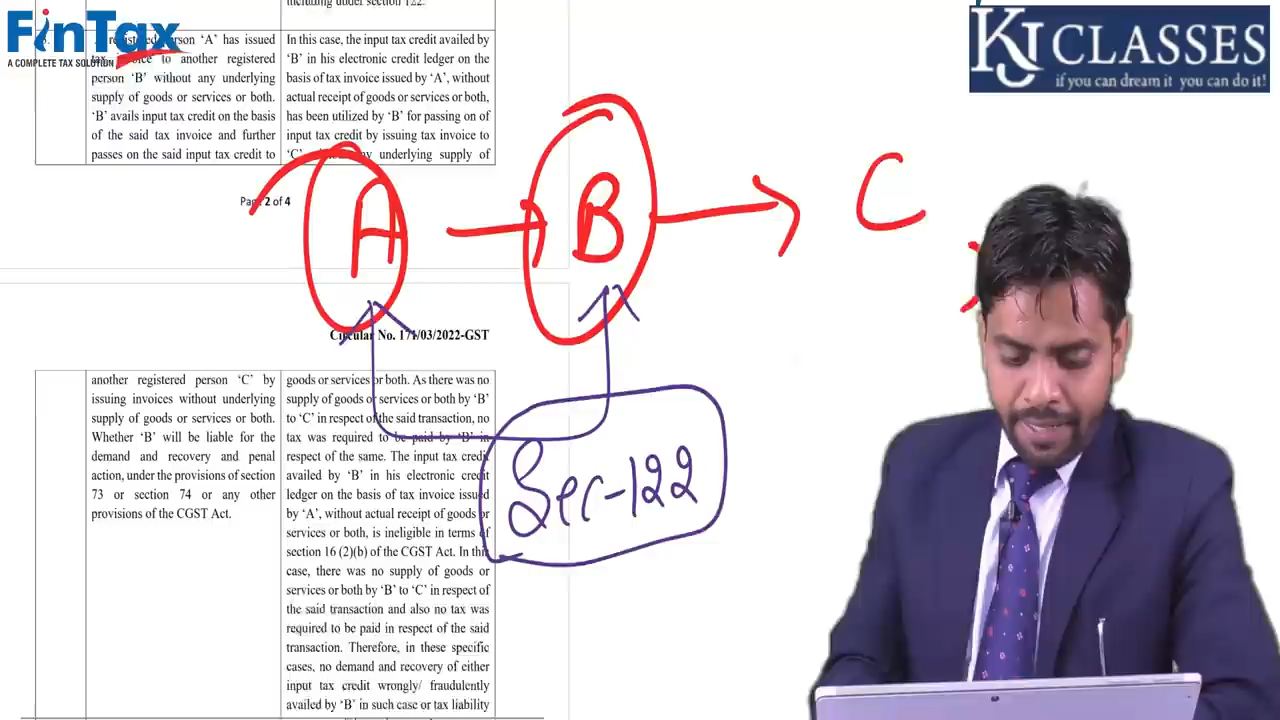 FinTax
A COMPLETE TAX SOLUTION
KJ CLASSES
if you can dream it you can do it!
including under section 122.
registered person ‘A’ has issued
tax invoice to another registered
person ‘B’ without any underlying
supply of goods or services or both.
‘B’ avails input tax credit on the basis
of the said tax invoice and further
passes on the said input tax credit to
In this case, the input tax credit availed by
‘B’ in his electronic credit ledger on the
basis of tax invoice issued by ‘A’, without
actual receipt of goods or services or both,
has been utilized by ‘B’ for passing on of
input tax credit by issuing tax invoice to
‘C’ any underlying supply of
Page 2 of 4
A
B
C
Circular No. 171/03/2022-GST
another registered person ‘C’ by
issuing invoices without underlying
supply of goods or services or both.
Whether ‘B’ will be liable for the
demand and recovery and penal
action, under the provisions of section
73 or section 74 or any other
provisions of the CGST Act.
goods or services or both. As there was no
supply of goods or services or both by ‘B’
to ‘C’ in respect of the said transaction, no
tax was required to be paid by ‘B’ in
respect of the same. The input tax credit
availed by ‘B’ in his electronic credit
ledger on the basis of tax invoice issued
by ‘A’, without actual receipt of goods or
services or both, is ineligible in terms of
section 16 (2)(b) of the CGST Act. In this
case, there was no supply of goods or
services or both by ‘B’ to ‘C’ in respect of
the said transaction and also no tax was
required to be paid in respect of the said
transaction. Therefore, in these specific
cases, no demand and recovery of either
input tax credit wrongly/ fraudulently
availed by ‘B’ in such case or tax liability
Sec-122